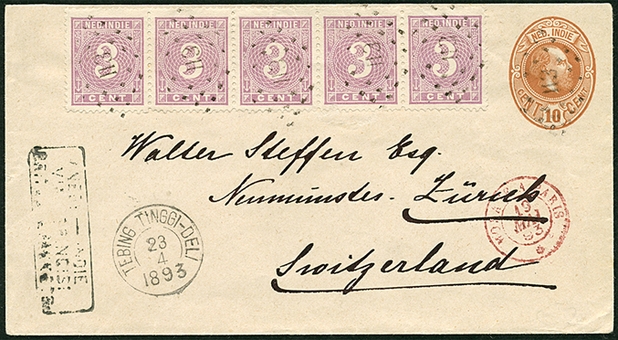 NED. INDIE NED. INDIE NED. INDIE NED. INDIE NED. INDIE
3 3 3 3 3
CENT CENT CENT CENT CENT
NED. INDIE
CENT 10 CENT
Walter Steffen Esq.
Neumünster. Zürich
Switzerland
TEBING TINGGI-DELI
23
4
1893
PARIS
93